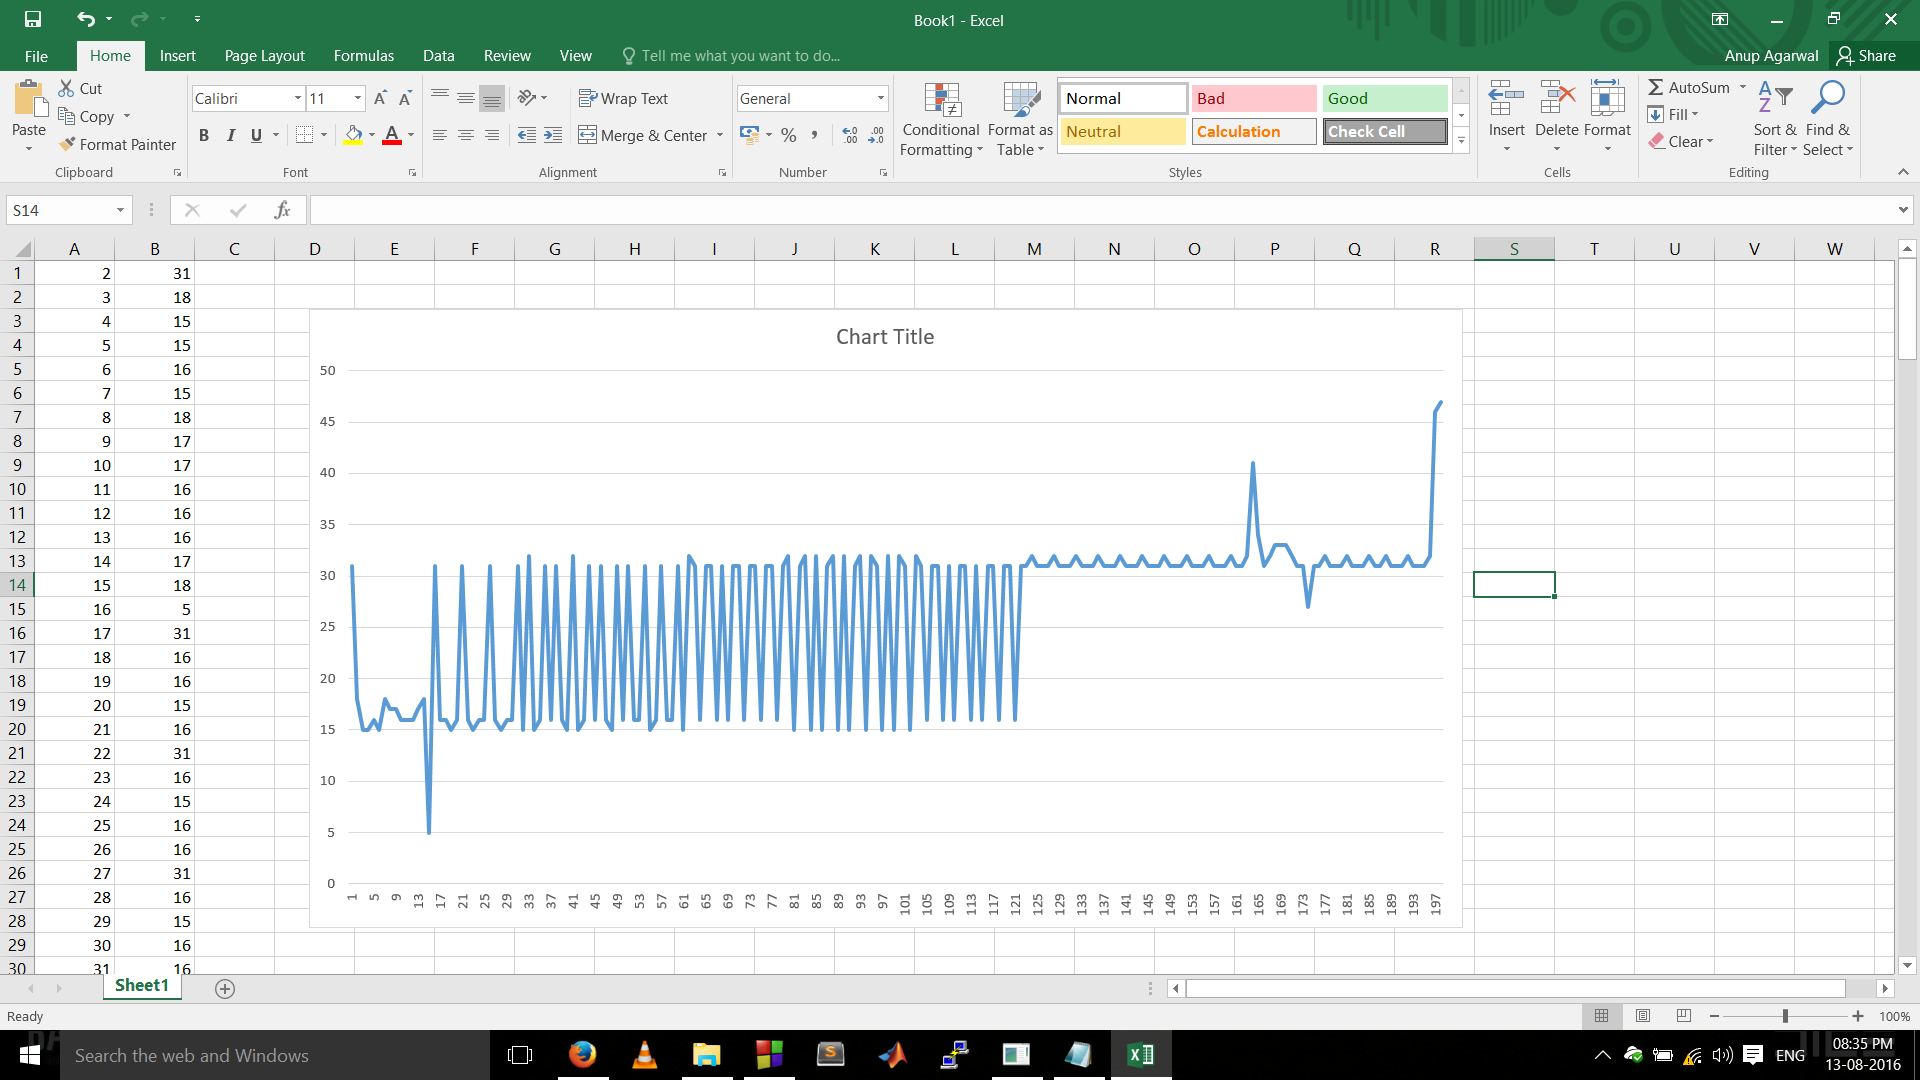 Book1 - Excel
File Home Insert Page Layout Formulas Data Review View Tell me what you want to do... Anup Agarwal Share
Paste
Cut
Copy
Format Painter
Clipboard
Calibri 11
B I U
Font
Wrap Text
Merge & Center
Alignment
General
Number
Conditional Formatting
Format as Table
Normal Bad Good
Neutral Calculation Check Cell
Styles
Insert Delete Format
Cells
AutoSum
Fill
Clear
Sort & Filter
Find & Select
Editing
S14 fx
A B C D E F G H I J K L M N O P Q R S T U V W
1 2 31
2 3 18
3 4 15
4 5 15
5 6 16
6 7 15
7 8 18
8 9 17
9 10 17
10 11 16
11 12 16
12 13 16
13 14 17
14 15 18
15 16 5
16 17 31
17 18 16
18 19 16
19 20 15
20 21 16
21 22 31
22 23 16
23 24 15
24 25 16
25 26 16
26 27 31
27 28 16
28 29 15
29 30 16
30 31 16
Chart Title
50
45
40
35
30
25
20
15
10
5
0
1 5 9 13 17 21 25 29 33 37 41 45 49 53 57 61 65 69 73 77 81 85 89 93 97 101 105 109 113 117 121 125 129 133 137 141 145 149 153 157 161 165 169 173 177 181 185 189 193 197
Sheet1
Ready 100%
Search the web and Windows
ENG
08:35 PM
13-08-2016